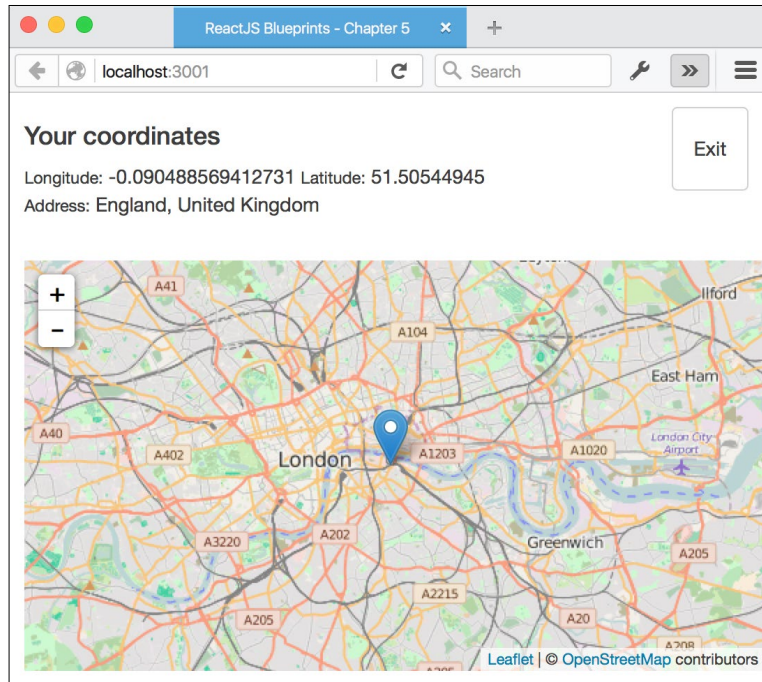 ReactJS Blueprints - Chapter 5
localhost:3001
Search
Your coordinates
Exit
Longitude: -0.090488569412731 Latitude: 51.50544945
Address: England, United Kingdom
+
−
A41
Ilford
A104
East Ham
A40
A402
London
A1203
A1020
London City
Airport
A3220
A202
Greenwich
A205
A2215
A205
A20
A208
A205
Leaflet | © OpenStreetMap contributors